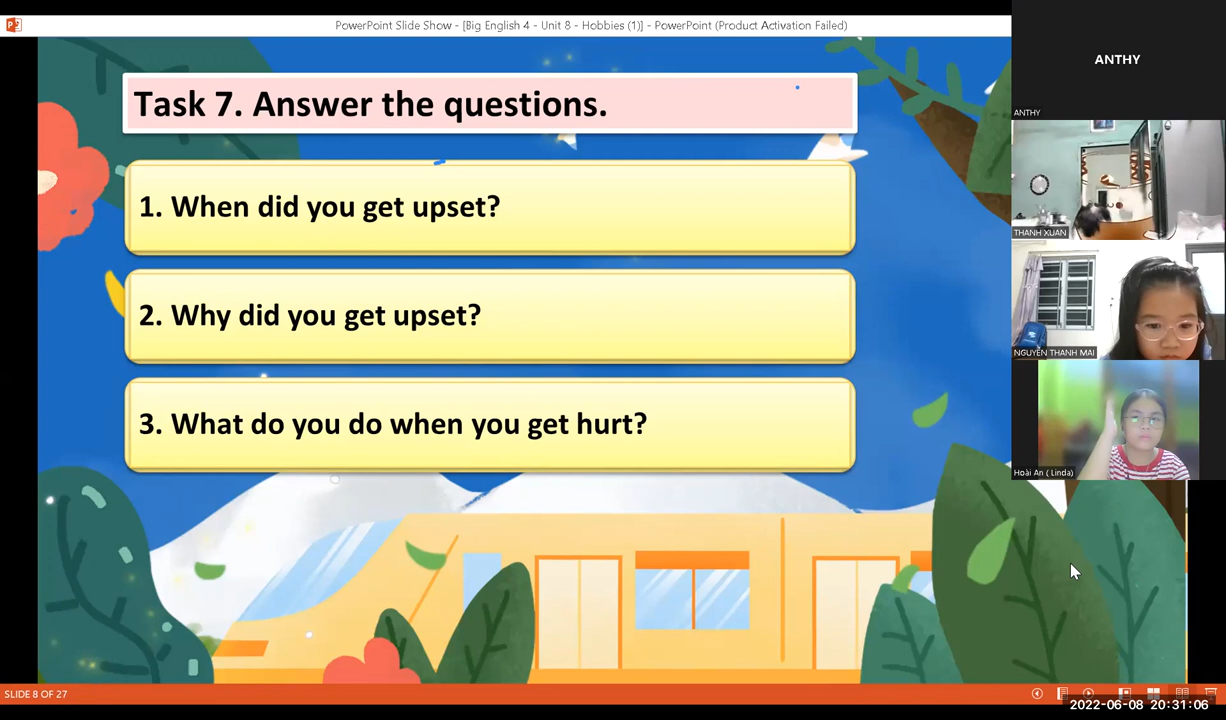 PowerPoint Slide Show - [Big English 4 - Unit 8 - Hobbies (1)] - PowerPoint (Product Activation Failed)
ANTHY
ANTHY
Task 7. Answer the questions.
1. When did you get upset?
THANH XUAN
2. Why did you get upset?
NGUYEN THANH MAI
3. What do you do when you get hurt?
Hoài An ( Linda)
SLIDE 8 OF 27
2022-06-08 20:31:06